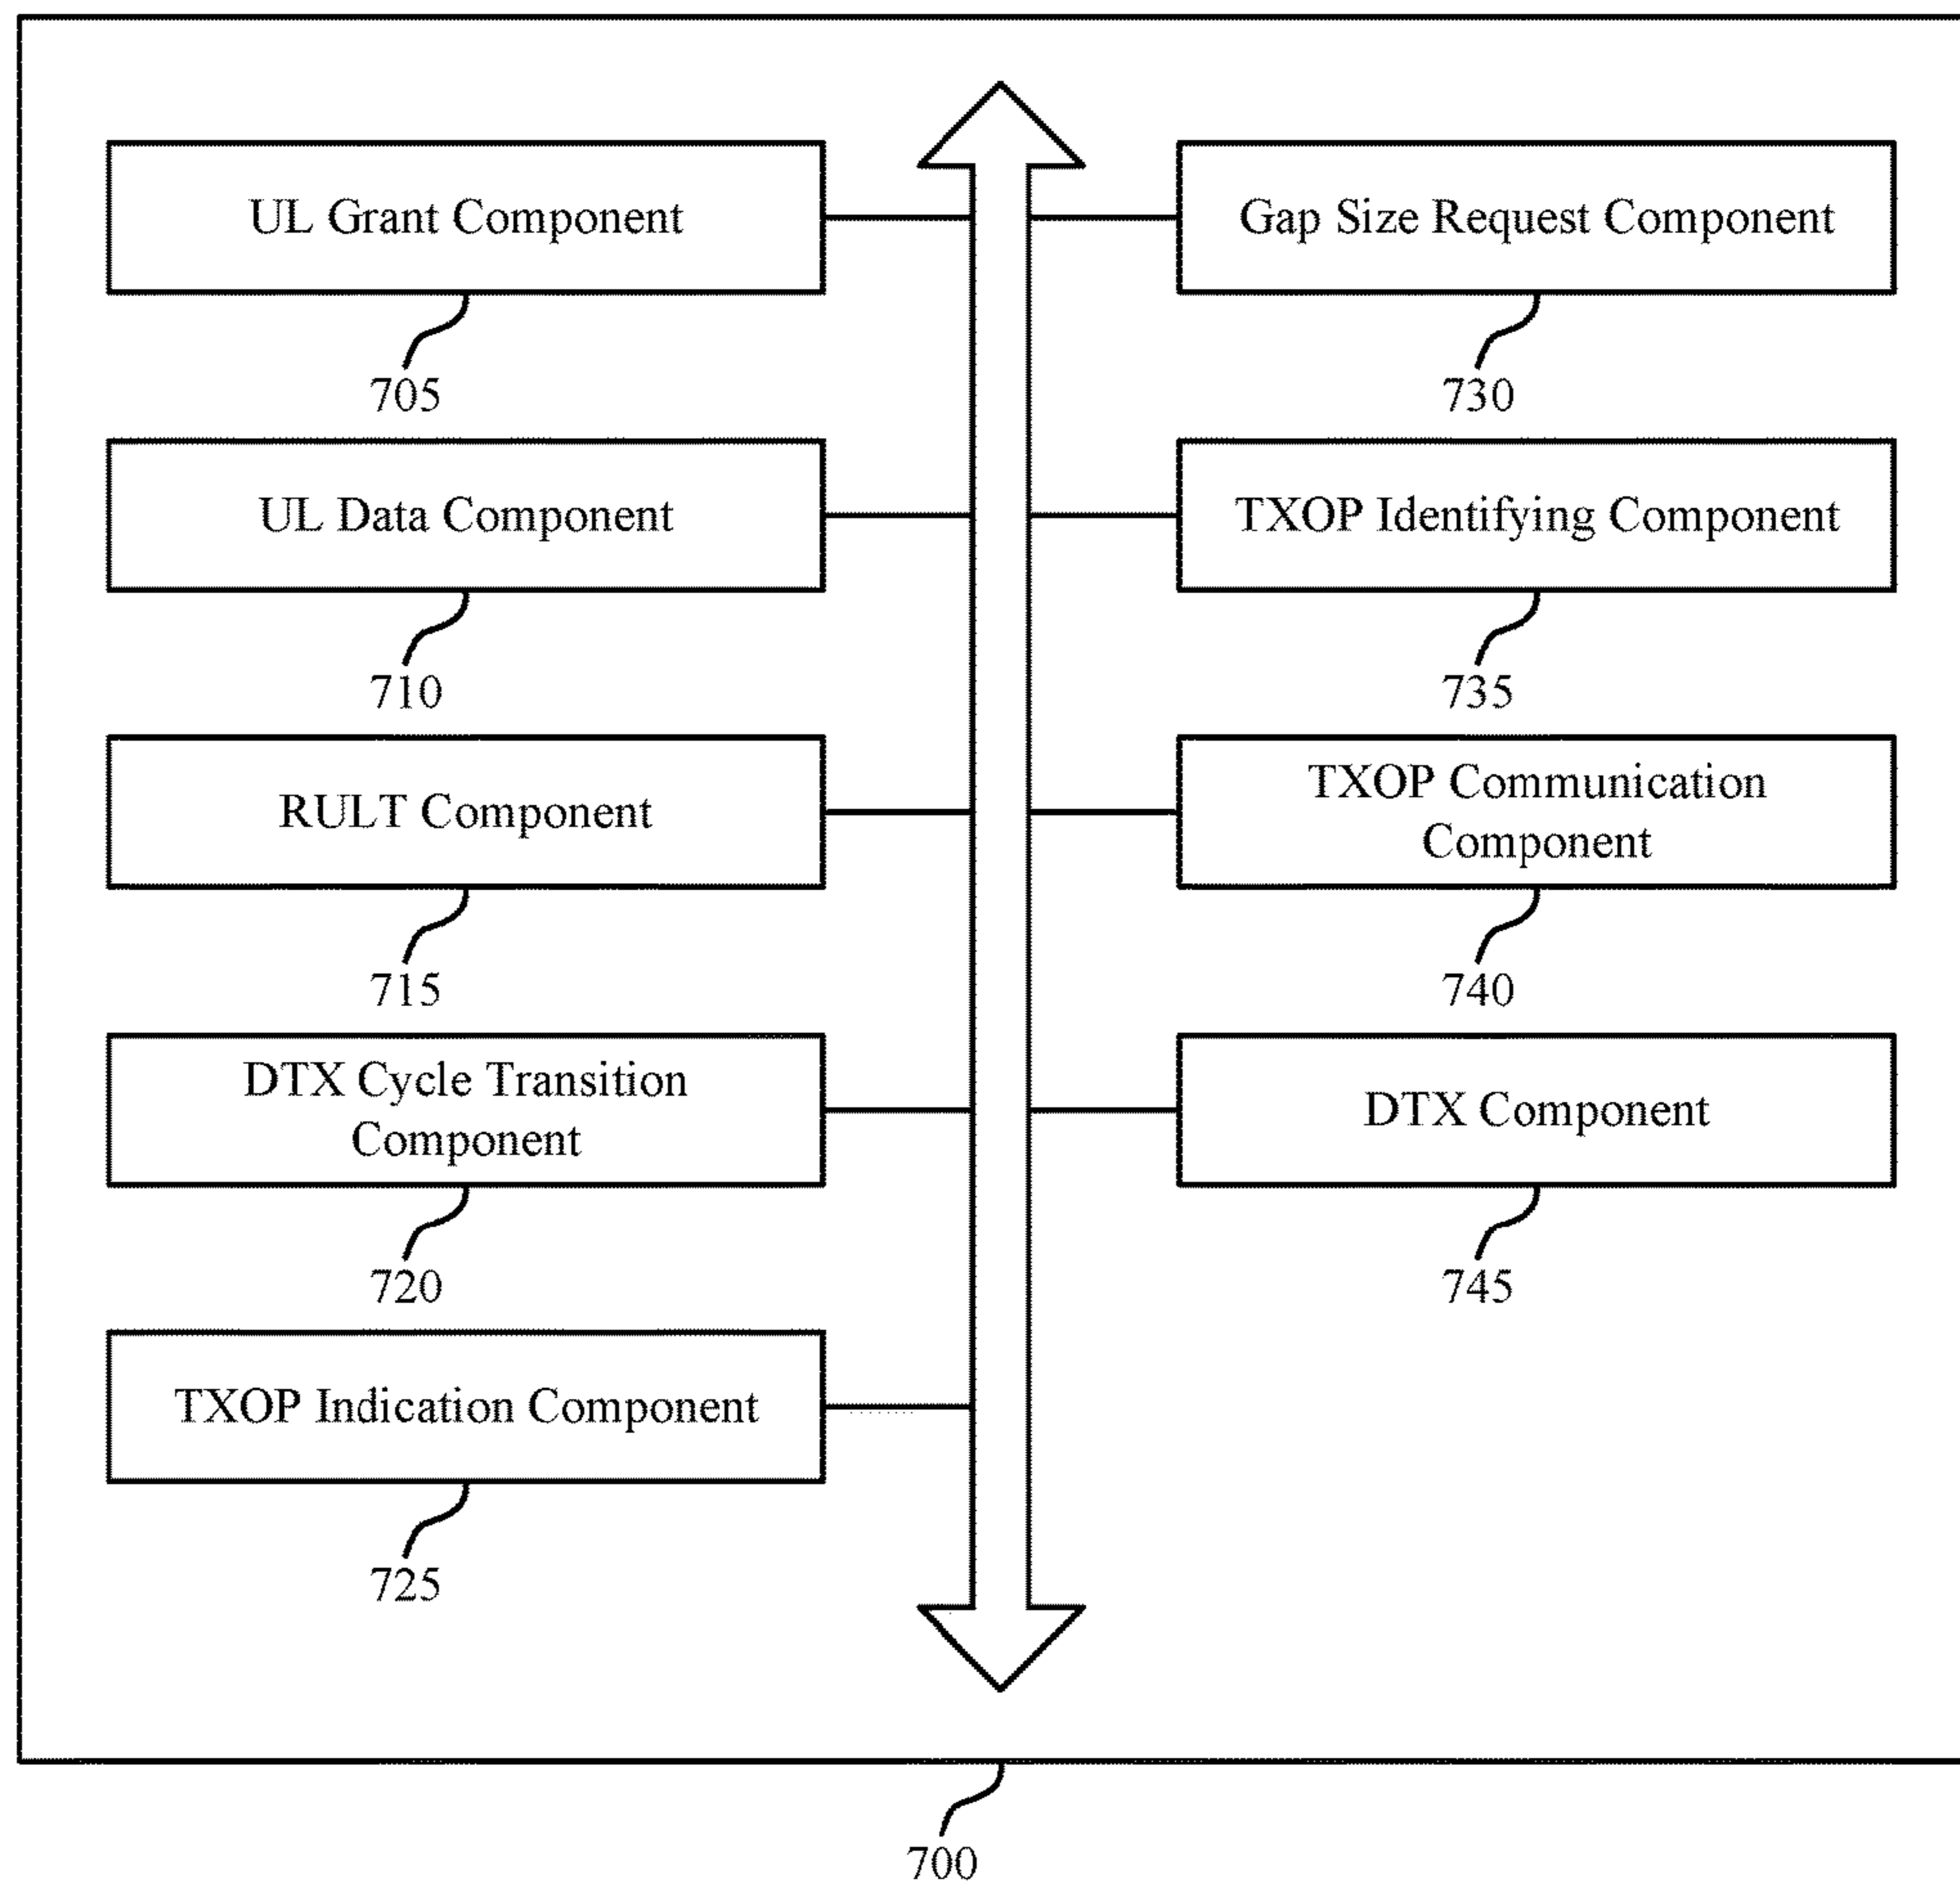 UL Grant Component
705
UL Data Component
710
RULT Component
715
DTX Cycle Transition
Component
720
TXOP Indication Component
725
Gap Size Request Component
730
TXOP Identifying Component
735
TXOP Communication
Component
740
DTX Component
745
700